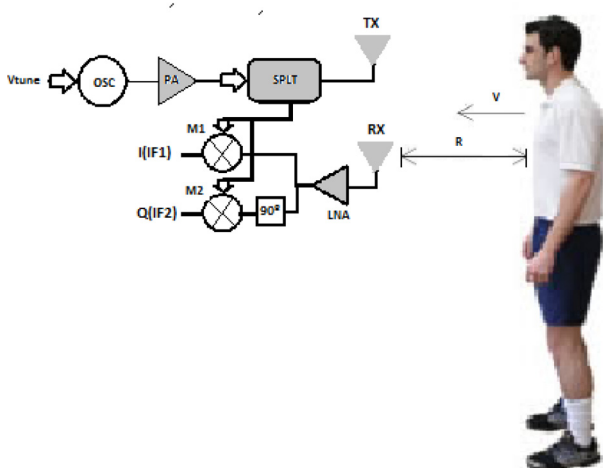 TX
Vtune
OSC
PA
SPLT
M1
RX
V
I(IF1)
R
M2
Q(IF2)
90º
LNA